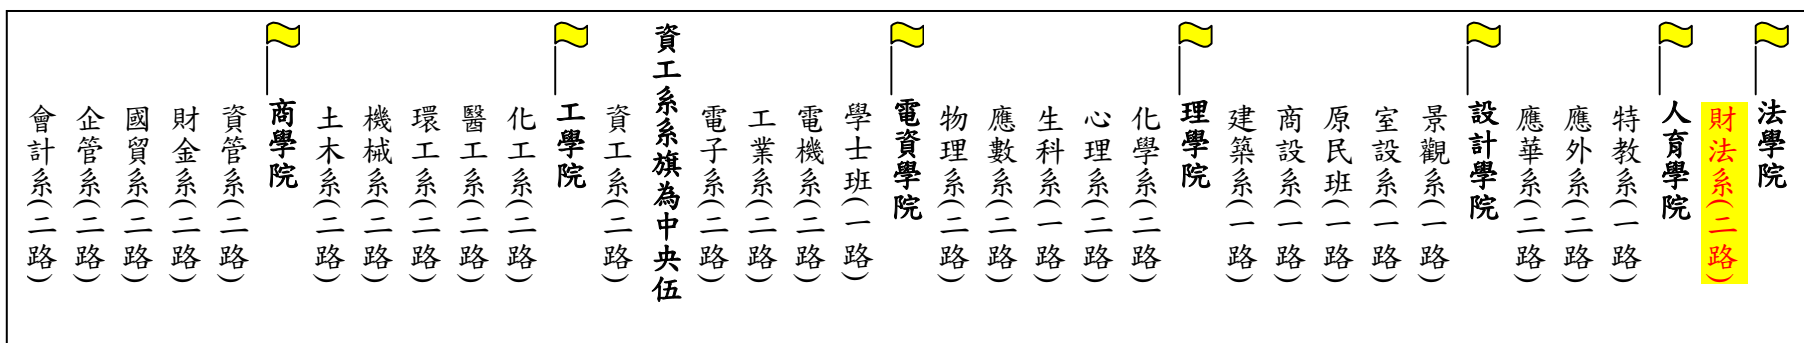 法學院
財法系(二路)
人育學院
特教系(一路)
應外系(二路)
應華系(二路)
設計學院
景觀系(一路)
室設系(一路)
原民班(一路)
商設系(一路)
建築系(一路)
理學院
化學系(二路)
心理系(二路)
生科系(一路)
應數系(二路)
物理系(二路)
電資學院
學士班(一路)
電機系(二路)
工業系(二路)
電子系(二路)
資工系系旗為中央伍
資工系(二路)
工學院
化工系(二路)
醫工系(二路)
環工系(二路)
機械系(二路)
土木系(二路)
商學院
資管系(二路)
財金系(二路)
國貿系(二路)
企管系(二路)
會計系(二路)